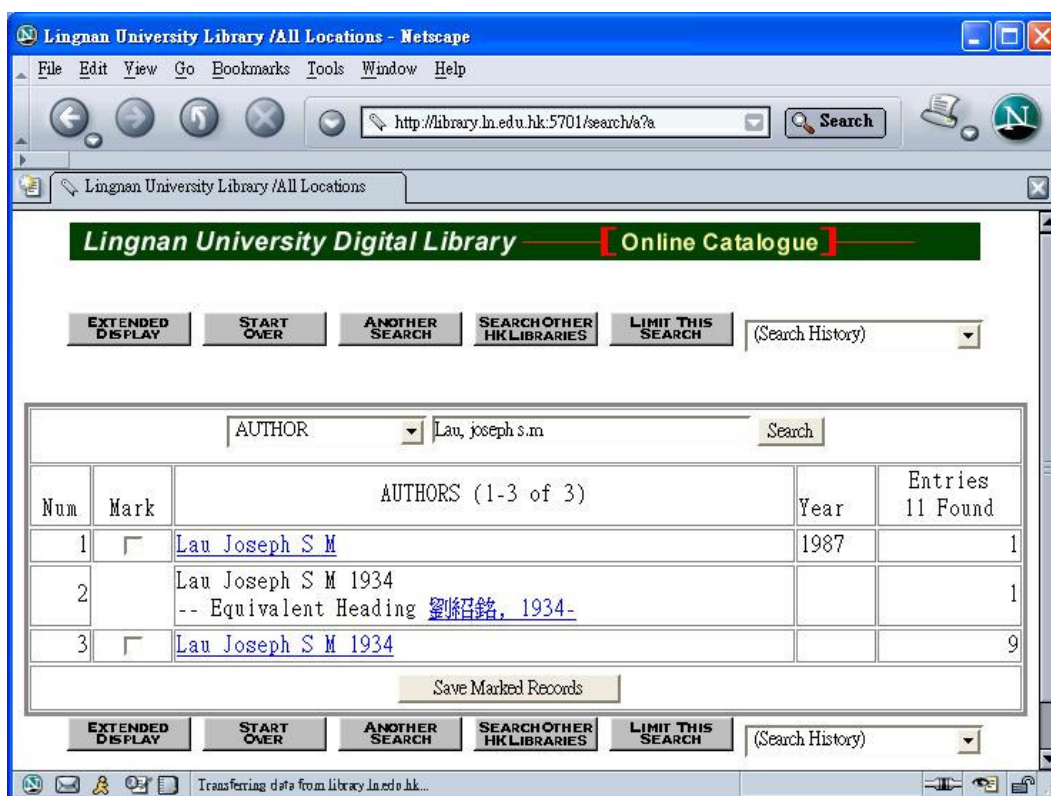 Lingnan University Library /All Locations - Netscape
File Edit View Go Bookmarks Tools Window Help
http://library.ln.edu.hk:5701/search/a?a Search N
Lingnan University Library /All Locations
Lingnan University Digital Library [ Online Catalogue ]
EXTENDED DISPLAY START OVER ANOTHER SEARCH SEARCH OTHER HK LIBRARIES LIMIT THIS SEARCH (Search History)
AUTHOR Lau, joseph s.m Search
Num Mark AUTHORS (1-3 of 3) Year Entries 11 Found
1 Lau Joseph S M 1987 1
2 Lau Joseph S M 1934 1
-- Equivalent Heading 劉紹銘, 1934-
3 Lau Joseph S M 1934 9
Save Marked Records
EXTENDED DISPLAY START OVER ANOTHER SEARCH SEARCH OTHER HK LIBRARIES LIMIT THIS SEARCH (Search History)
Transferring data from library.ln.edu.hk...